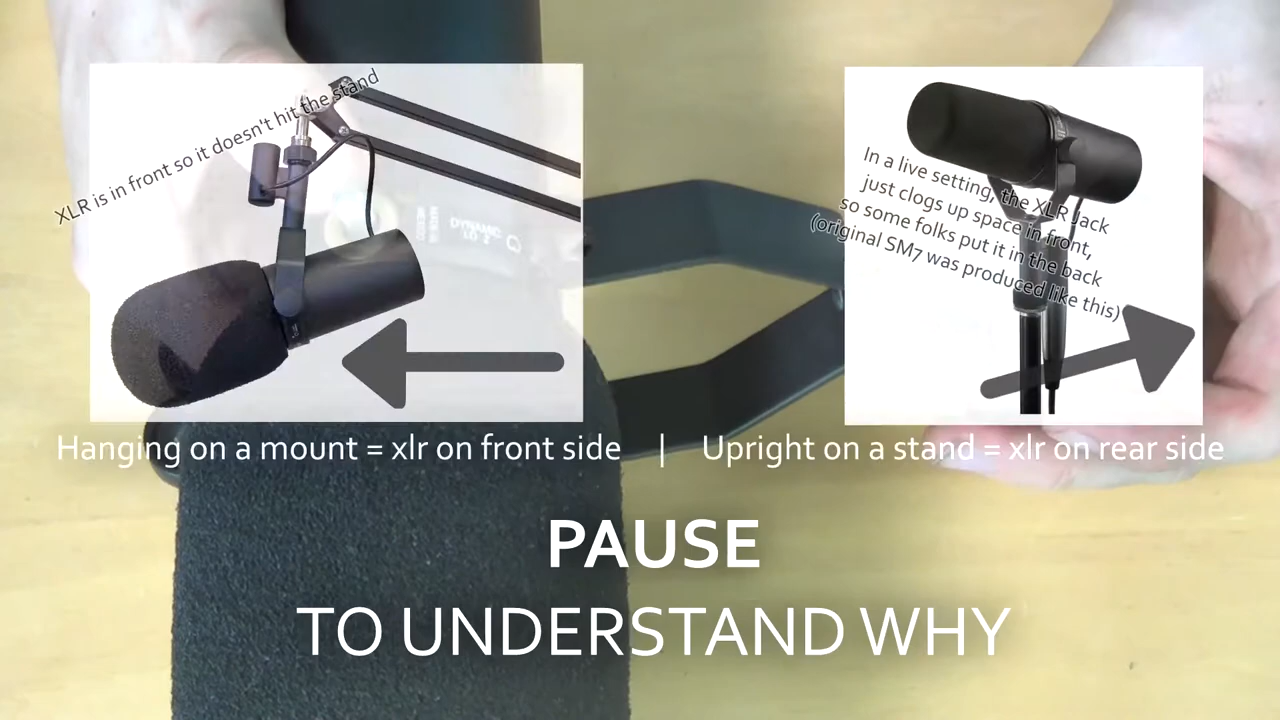 XLR is in front so it doesn't hit the stand
In a live setting, the XLR Jack
just clogs up space in front,
so some folks put it in the back
(original SM7 was produced like this)
Hanging on a mount = xlr on front side | Upright on a stand = xlr on rear side
PAUSE
TO UNDERSTAND WHY